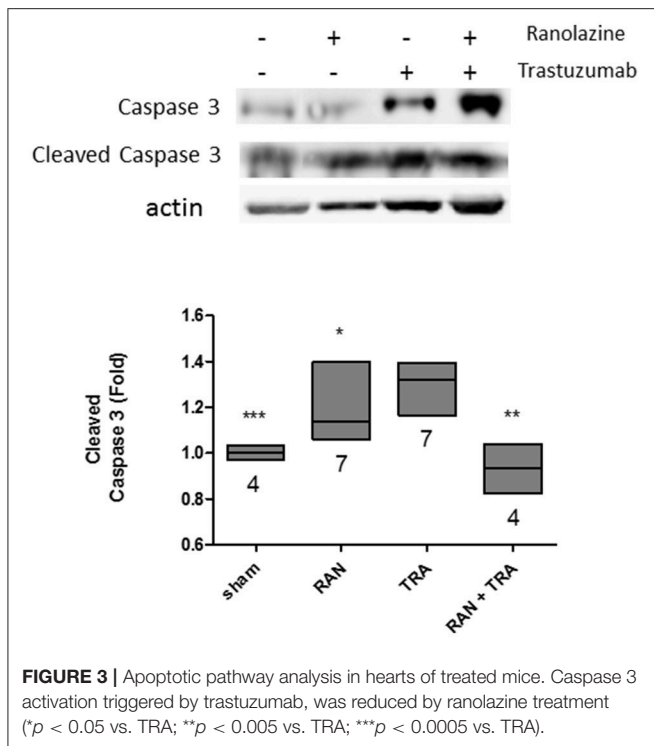 - + - + Ranolazine
- - + + Trastuzumab
Caspase 3
Cleaved Caspase 3
actin
Cleaved
Caspase 3 (Fold)
1.6
1.4
1.2
1.0
0.8
0.6
***
4
*
7
7
**
4
sham
RAN
TRA
RAN + TRA
FIGURE 3 | Apoptotic pathway analysis in hearts of treated mice. Caspase 3
activation triggered by trastuzumab, was reduced by ranolazine treatment
(*p < 0.05 vs. TRA; **p < 0.005 vs. TRA; ***p < 0.0005 vs. TRA).